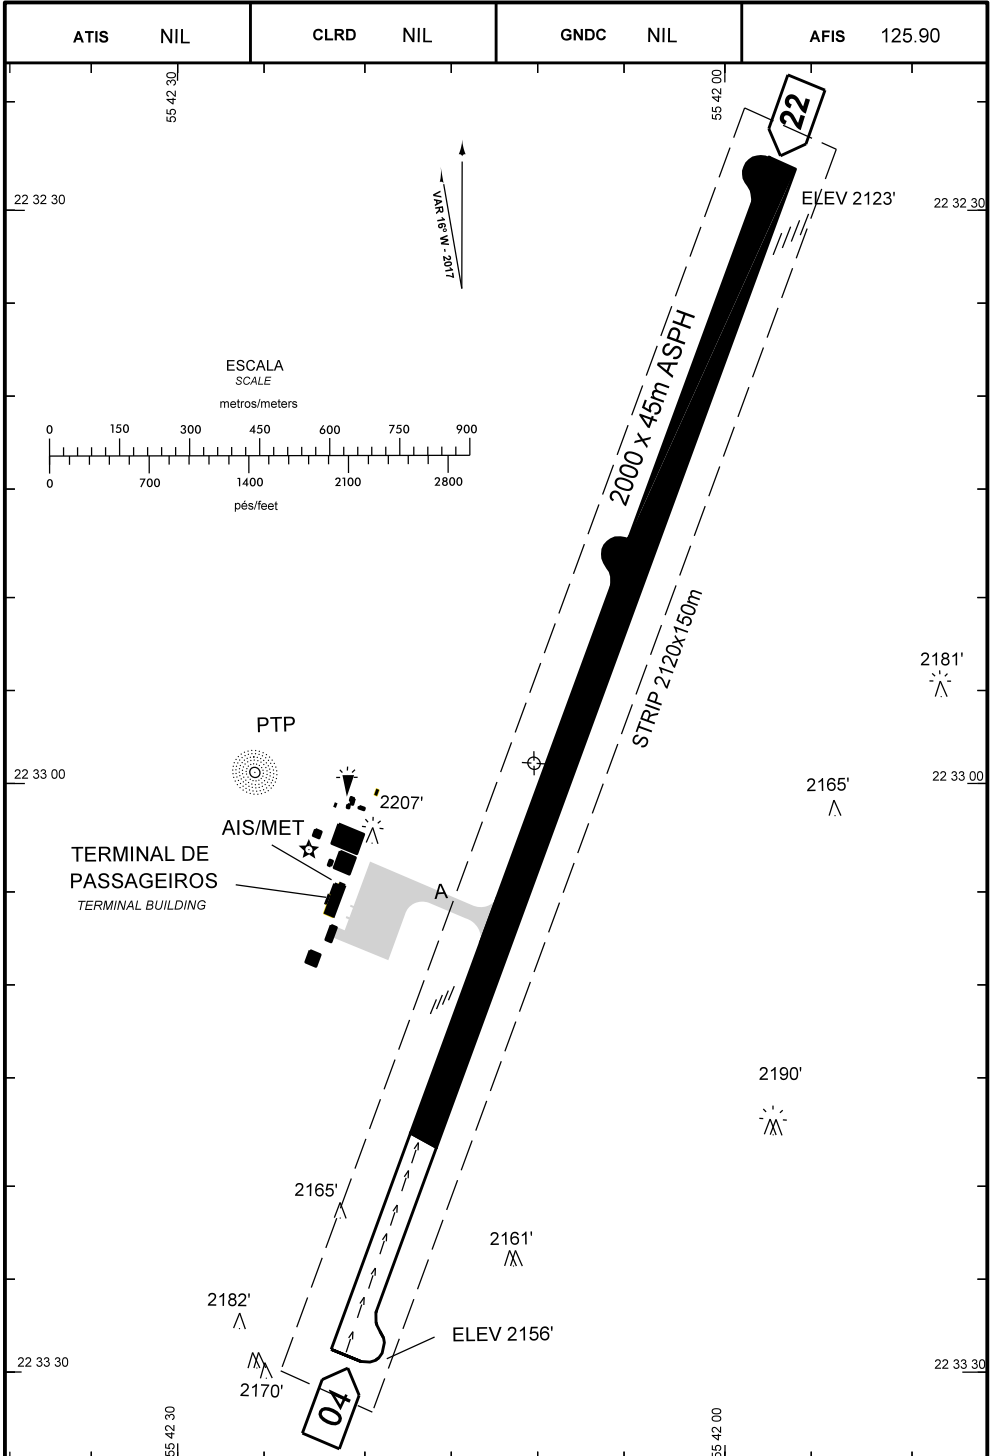 ATIS NIL CLRD NIL GNDC NIL AFIS 125.90
55 42 30
55 42 00
22
22 32 30
ELEV 2123'
22 32 30
VAR 16º W - 2017
2000 x 45m ASPH
ESCALA
SCALE
metros/meters
0 150 300 450 600 750 900
0 700 1400 2100 2800
pés/feet
STRIP 2120x150m
2181'
PTP
22 33 00
22 33 00
2165'
2207'
AIS/MET
TERMINAL DE
PASSAGEIROS
TERMINAL BUILDING
A
2190'
2165'
2161'
2182'
ELEV 2156'
22 33 30
22 33 30
2170'
04
55 42 30
55 42 00